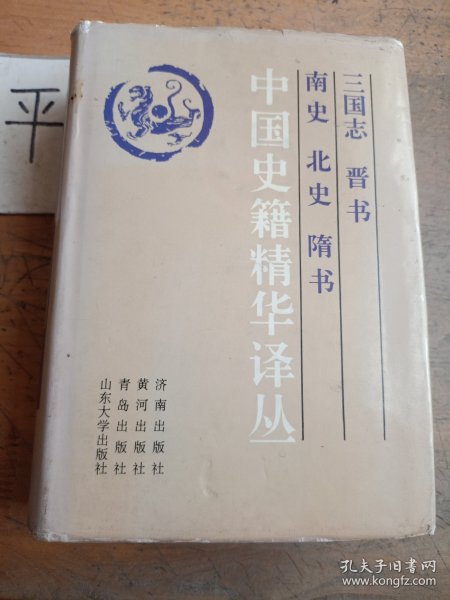 三国志 晋书
南史 北史 隋书
中国史籍精华译丛
济南出版社
黄河出版社
青岛出版社
山东大学出版社
平
孔夫子旧书网
www.kongfz.com